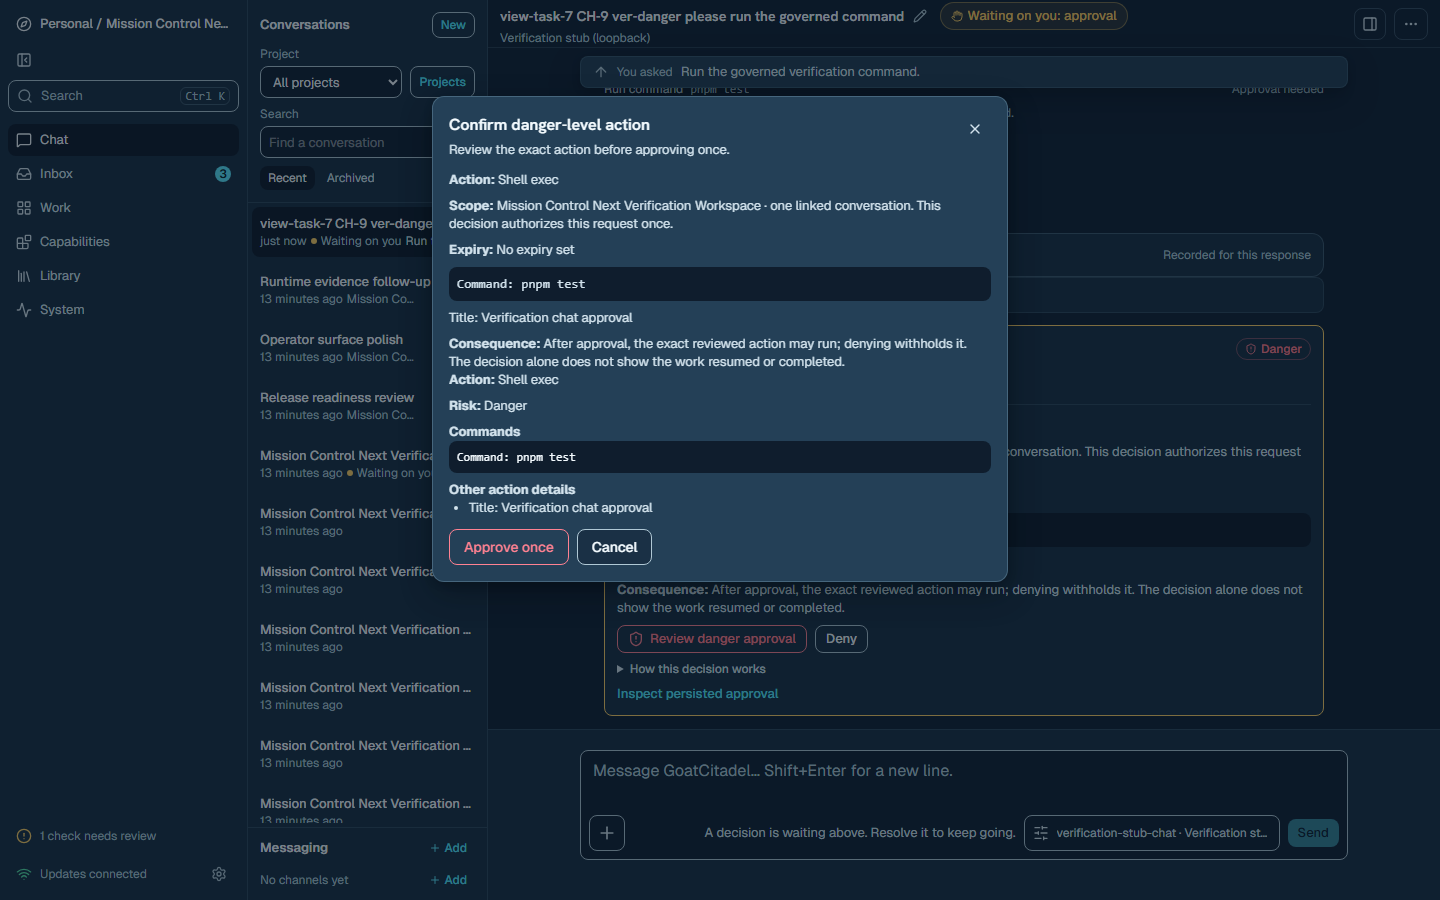 Personal / Mission Control Ne...
Search
Ctrl K
Chat
Inbox
3
Work
Capabilities
Library
System
1 check needs review
Updates connected
Conversations
New
Project
All projects
Projects
Search
Find a conversation
Recent
Archived
view-task-7 CH-9 ver-dange
just now Waiting on you Run
Runtime evidence follow-up
13 minutes ago Mission Co...
Operator surface polish
13 minutes ago Mission Co...
Release readiness review
13 minutes ago Mission Co...
Mission Control Next Verifica
13 minutes ago Waiting on yo
Mission Control Next Verifica
13 minutes ago
Mission Control Next Verifica
13 minutes ago
Mission Control Next Verification ...
13 minutes ago
Mission Control Next Verification ...
13 minutes ago
Mission Control Next Verification ...
13 minutes ago
Mission Control Next Verification ...
13 minutes ago
Messaging
+ Add
No channels yet
+ Add
view-task-7 CH-9 ver-danger please run the governed command
Waiting on you: approval
Verification stub (loopback)
You asked Run the governed verification command.
Run command pnpm test
Approval needed
d.
Confirm danger-level action
Review the exact action before approving once.
Action: Shell exec
Scope: Mission Control Next Verification Workspace · one linked conversation. This
decision authorizes this request once.
Expiry: No expiry set
Command: pnpm test
Title: Verification chat approval
Consequence: After approval, the exact reviewed action may run; denying withholds it.
The decision alone does not show the work resumed or completed.
Action: Shell exec
Risk: Danger
Commands
Command: pnpm test
Other action details
• Title: Verification chat approval
Approve once
Cancel
Recorded for this response
Danger
conversation. This decision authorizes this request
Consequence: After approval, the exact reviewed action may run; denying withholds it. The decision alone does not
show the work resumed or completed.
Review danger approval
Deny
How this decision works
Inspect persisted approval
Message GoatCitadel... Shift+Enter for a new line.
A decision is waiting above. Resolve it to keep going.
verification-stub-chat · Verification st...
Send